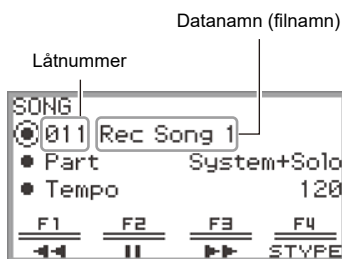 Datanamn (filnamn)
Låtnummer
SONG
011 Rec Song 1
Part System+Solo
Tempo 120
F1 F2 F3 F4
STYPE